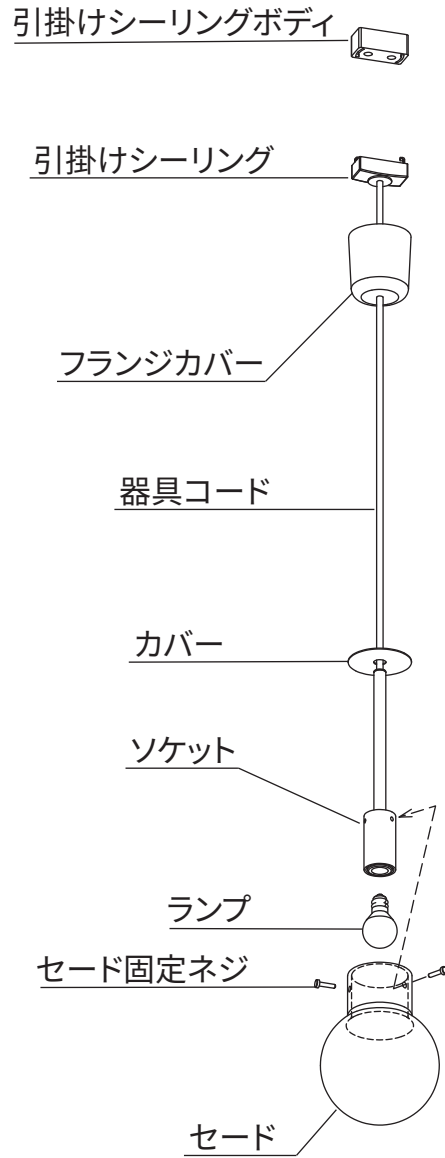 引掛けシーリングボディ
引掛けシーリング
フランジカバー
器具コード
カバー
ソケット
ランプ
セード固定ネジ
セード